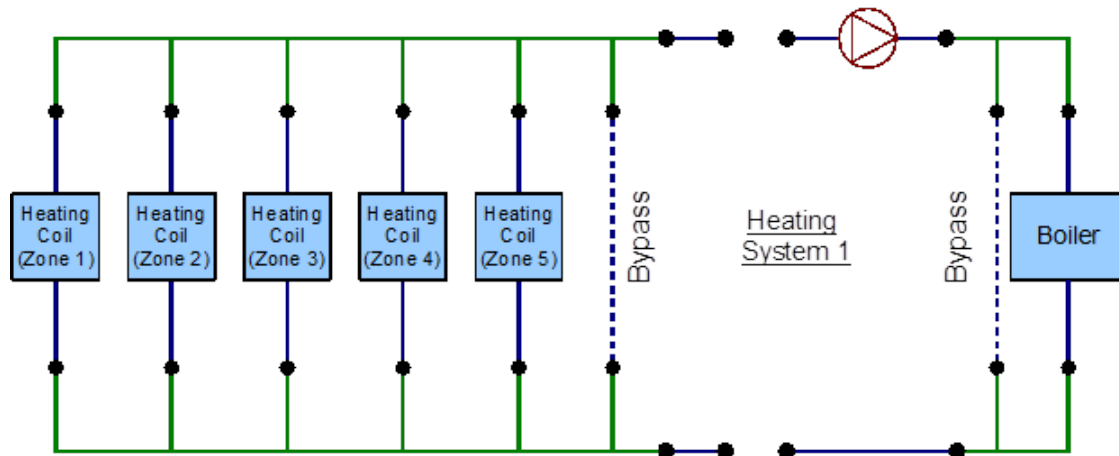 Heating
Coil
(Zone 1)
Heating
Coil
(Zone 2)
Heating
Coil
(Zone 3)
Heating
Coil
(Zone 4)
Heating
Coil
(Zone 5)
Bypass
Heating
System 1
Bypass
Boiler